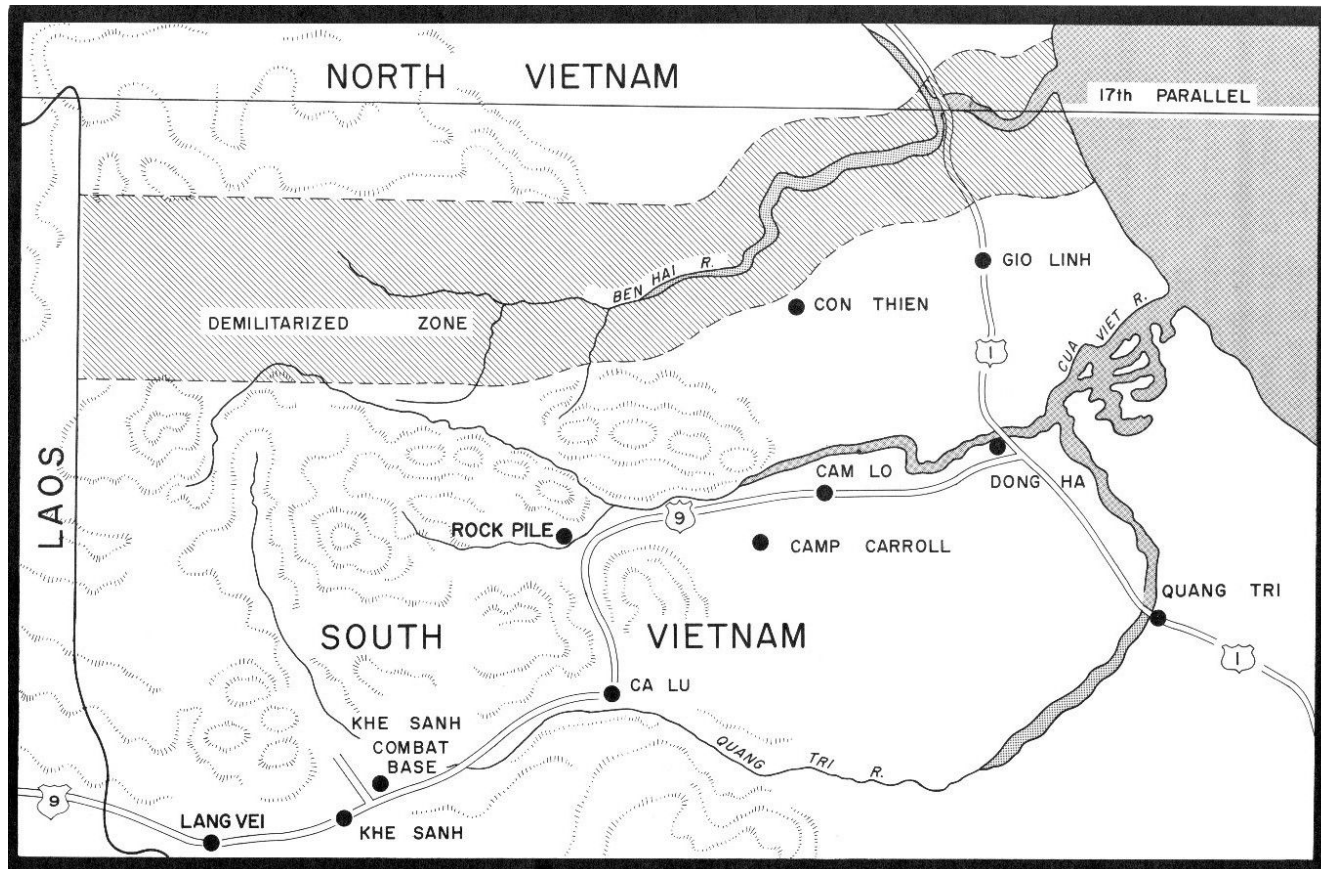 NORTH VIETNAM
17th PARALLEL
GIO LINH
BEN HAI R.
CON THIEN
DEMILITARIZED ZONE
1
CUA VIET R.
LAOS
CAM LO
DONG HA
9
ROCK PILE
CAMP CARROLL
QUANG TRI
SOUTH VIETNAM
1
CA LU
KHE SANH
COMBAT
BASE
QUANG TRI R.
9
LANG VEI
KHE SANH